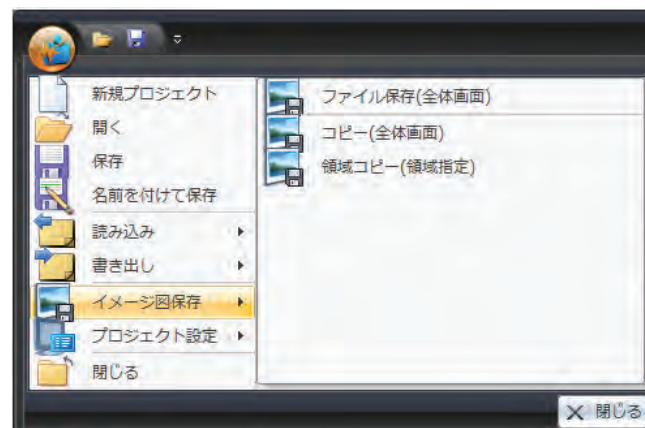 新規プロジェクト
開く
保存
名前を付けて保存
読み込み
書き出し
イメージ図保存
プロジェクト設定
閉じる
ファイル保存(全体画面)
コピー(全体画面)
領域コピー(領域指定)
閉じる